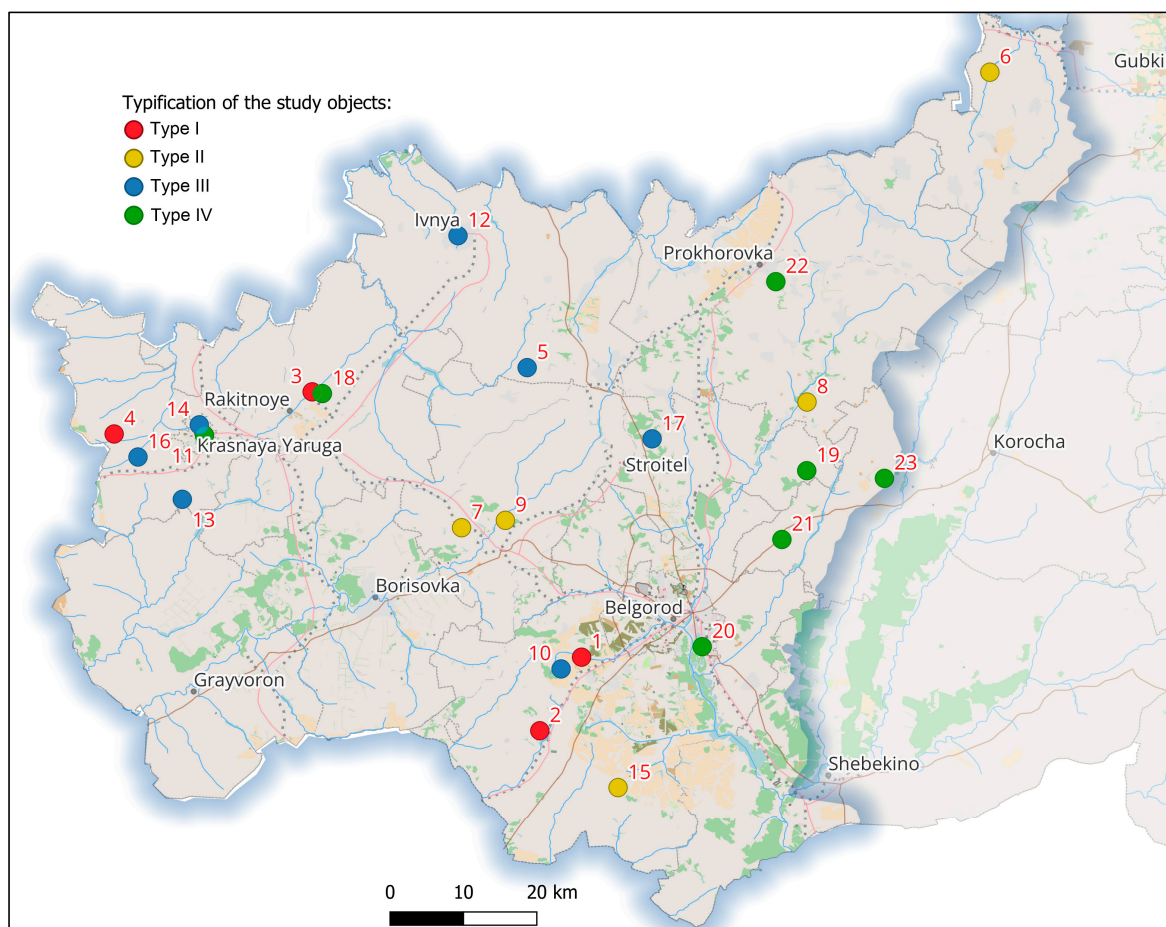 6
Gubki
Typification of the study objects:
Type I
Type II
Type III
Type IV
Ivnya
12
Prokhorovka
22
5
3
18
8
Rakitnoye
14
4
17
Korocha
16
11
Krasnaya Yaruga
Stroitel
19
23
13
7
9
21
Borisovka
Belgorod
20
10
1
Grayvoron
2
15
Shebekino
0
10
20 km